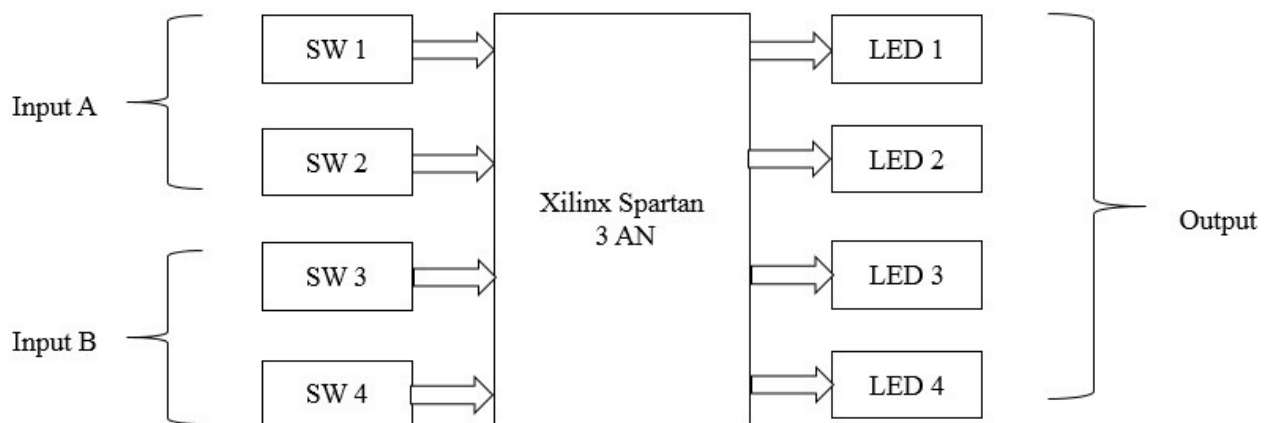 SW 1
LED 1
Input A
SW 2
LED 2
Xilinx Spartan
3 AN
Output
SW 3
LED 3
Input B
SW 4
LED 4